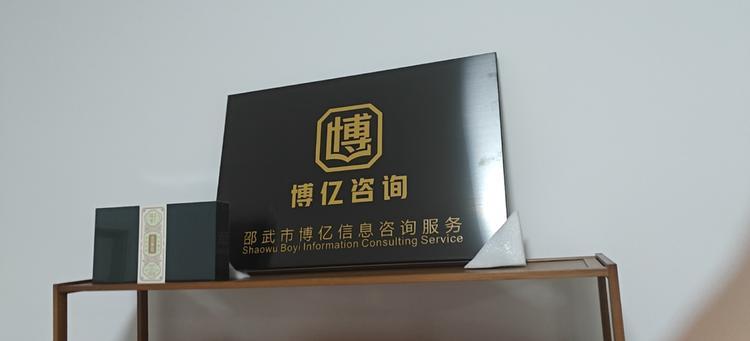 博
博亿咨询
邵武市博亿信息咨询服务
Shaowu Boyi Information Consulting Service